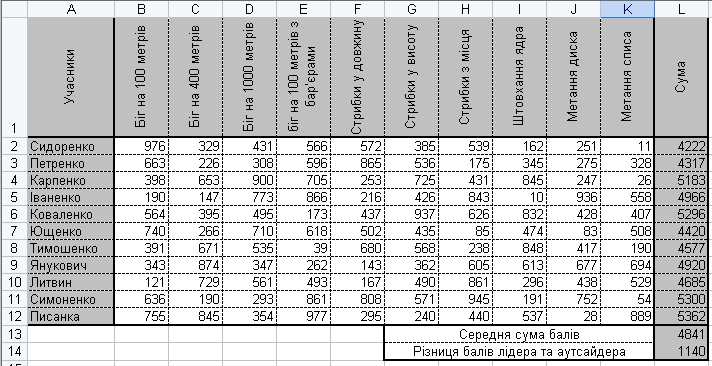 A B C D E F G H I J K L
1 Учасники Біг на 100 метрів Біг на 400 метрів Біг на 1000 метрів біг на 100 метрів з бар'єрами Стрибки у довжину Стрибки у висоту Стрибки з місця Штовхання ядра Метання диска Метання списа Сума
2 Сидоренко 976 329 431 566 572 385 539 162 251 11 4222
3 Петренко 663 226 308 596 865 536 175 345 275 328 4317
4 Карпенко 398 653 900 705 253 725 431 845 247 26 5183
5 Іваненко 190 147 773 866 216 426 843 10 936 558 4966
6 Коваленко 564 395 495 173 437 937 626 832 428 407 5296
7 Ющенко 740 266 710 618 502 435 85 474 83 508 4420
8 Тимошенко 391 671 535 39 680 568 238 848 417 190 4577
9 Янукович 343 874 347 262 143 362 605 613 677 694 4920
10 Литвин 121 729 561 493 167 490 861 296 438 529 4685
11 Симоненко 636 190 293 861 808 571 945 191 752 54 5300
12 Писанка 755 845 354 977 295 240 440 537 28 889 5362
13 Середня сума балів 4841
14 Різниця балів лідера та аутсайдера 1140